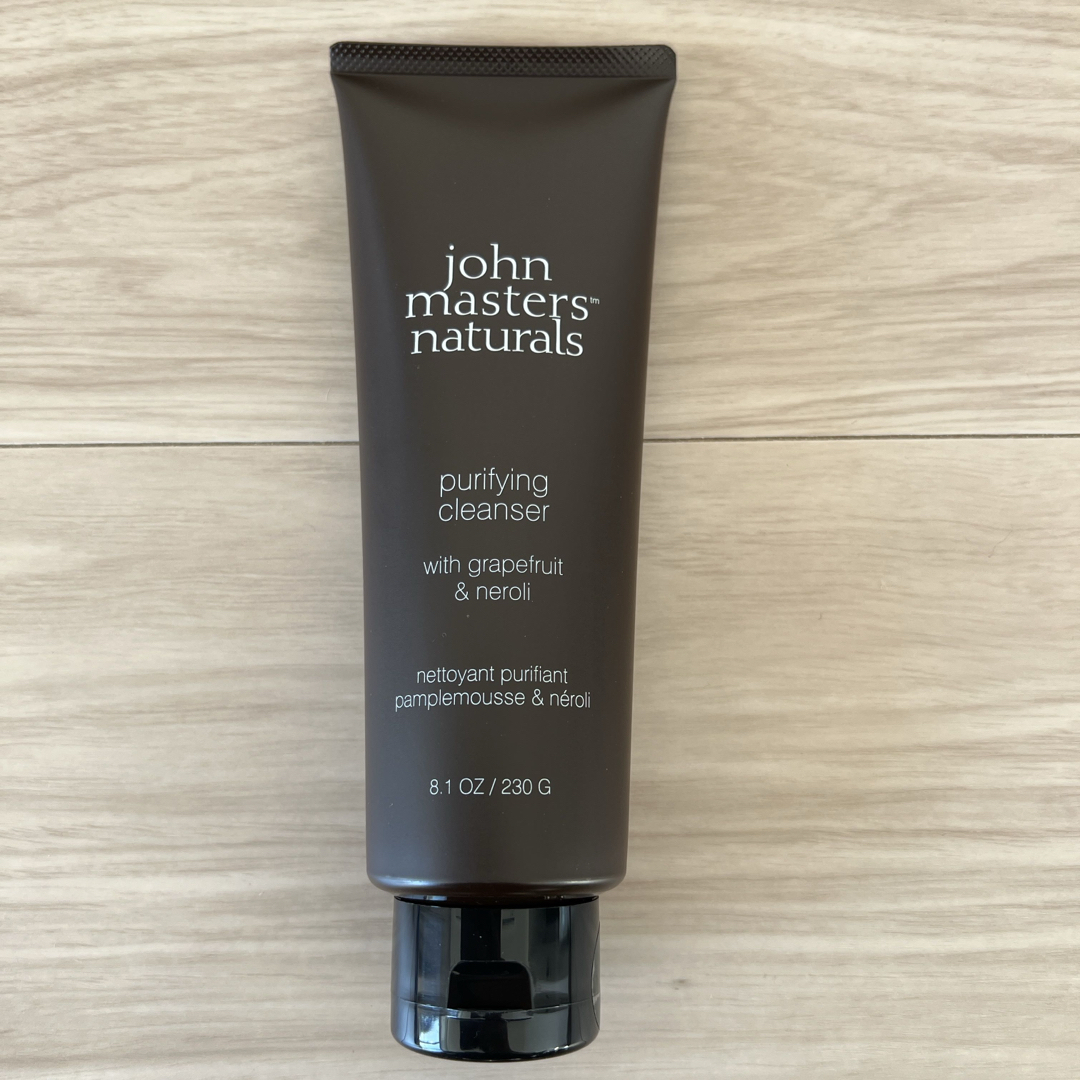 john
masters™
naturals
purifying
cleanser
with grapefruit
& neroli
nettoyant purifiant
pamplemousse & néroli
8.1 OZ / 230 G